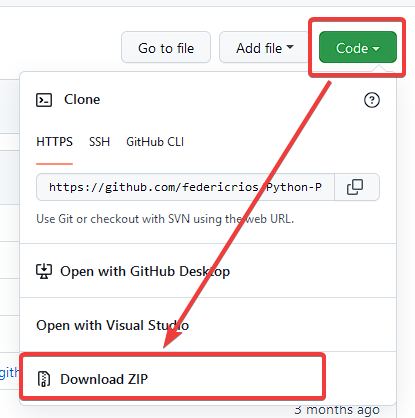 Go to file
Add file
Code
Clone
HTTPS
SSH
GitHub CLI
https://github.com/federicrios Python-P
Use Git or checkout with SVN using the web URL.
Open with GitHub Desktop
Open with Visual Studio
gith
Download ZIP
3 months ago